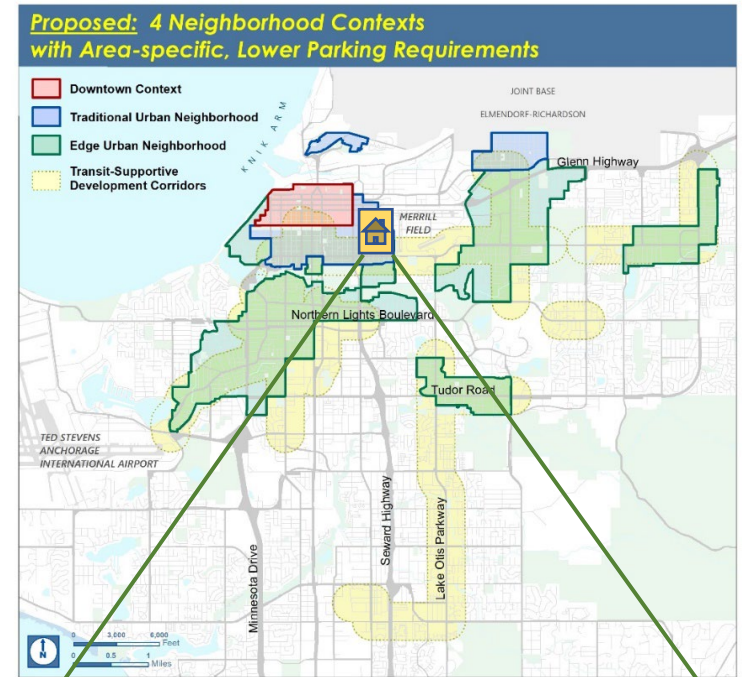 Proposed: 4 Neighborhood Contexts
with Area-specific, Lower Parking Requirements
Downtown Context
Traditional Urban Neighborhood
Edge Urban Neighborhood
Transit-Supportive
Development Corridors
KNIK ARM
JOINT BASE
ELMENDORF-RICHARDSON
Glenn Highway
MERRILL
FIELD
Northern Lights Boulevard
Tudor Road
TED STEVENS
ANCHORAGE
INTERNATIONAL AIRPORT
Minnesota Drive
Seward Highway
Lake Otis Parkway
N
0 3,000 6,000
Feet
0 0.5 1
Miles